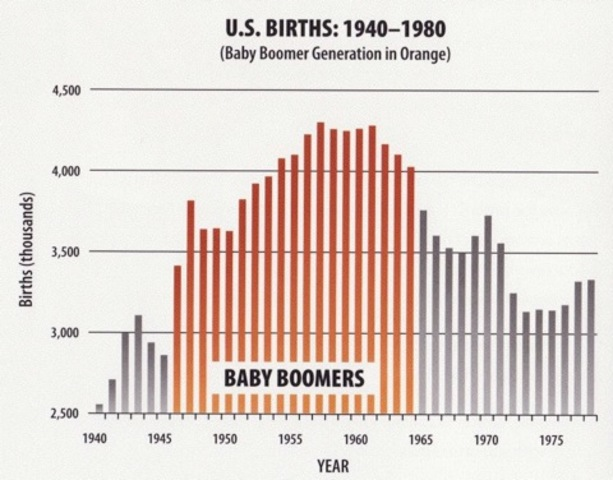 U.S. BIRTHS: 1940–1980
(Baby Boomer Generation in Orange)
4,500
4,000
3,500
3,000
2,500
Births (thousands)
BABY BOOMERS
1940 1945 1950 1955 1960 1965 1970 1975
YEAR